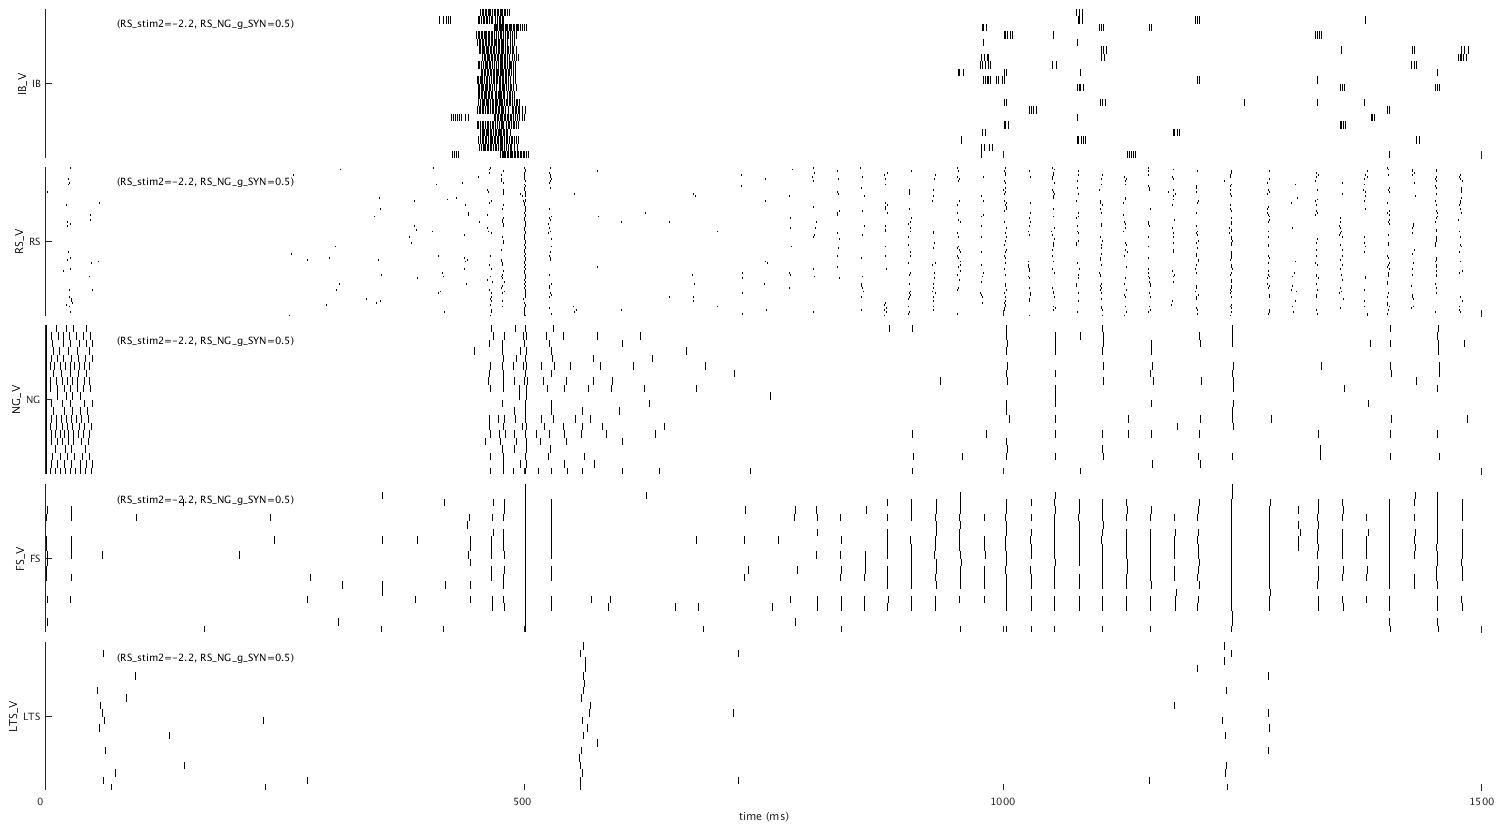 (RS_stim2=-2.2, RS_NG_g_SYN=0.5)
IB_V
IB
(RS_stim2=-2.2, RS_NG_g_SYN=0.5)
RS_V
RS
(RS_stim2=-2.2, RS_NG_g_SYN=0.5)
NG_V
NG
(RS_stim2=-2.2, RS_NG_g_SYN=0.5)
FS_V
FS
(RS_stim2=-2.2, RS_NG_g_SYN=0.5)
LTS_V
LTS
0 500 1000 1500
time (ms)